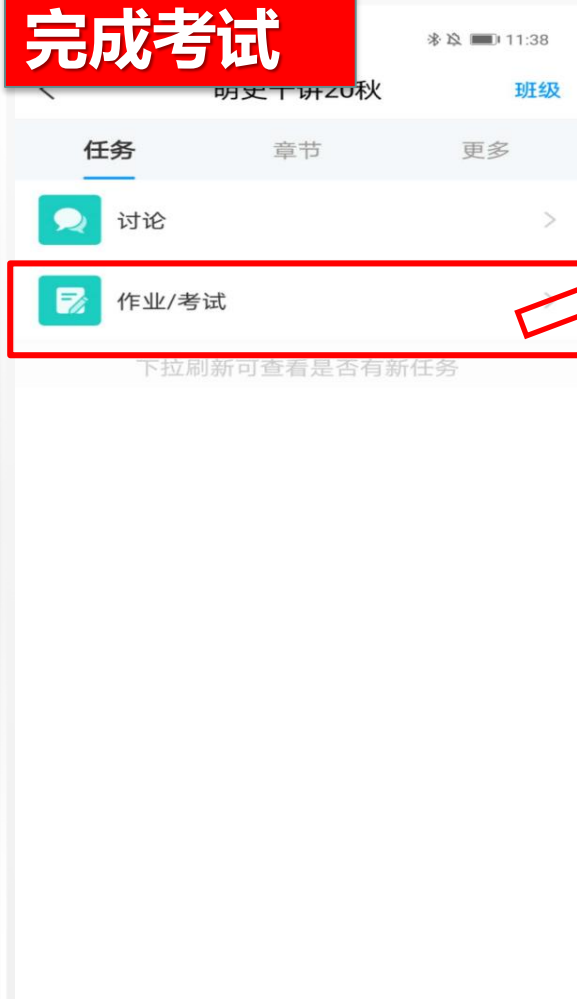 完成考试
11:38
明史十讲20秋
班级
任务
章节
更多
讨论
作业/考试
下拉刷新可查看是否有新任务